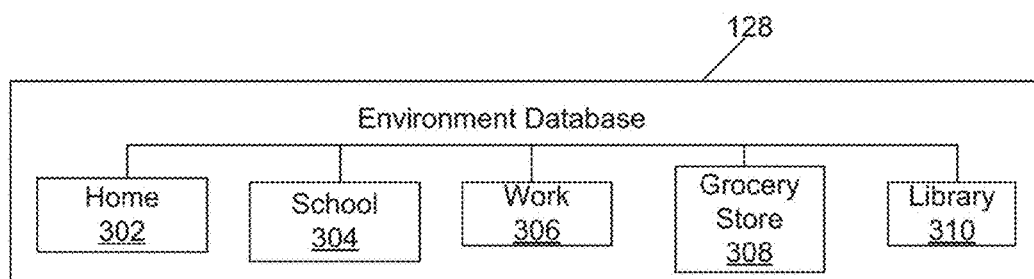 128
Environment Database
Home
302
School
304
Work
306
Grocery
Store
308
Library
310